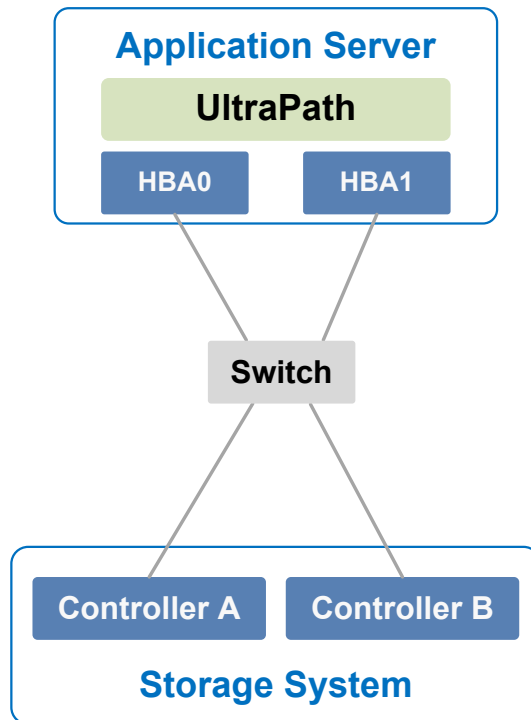 Application Server
UltraPath
HBA0 HBA1
Switch
Controller A Controller B
Storage System